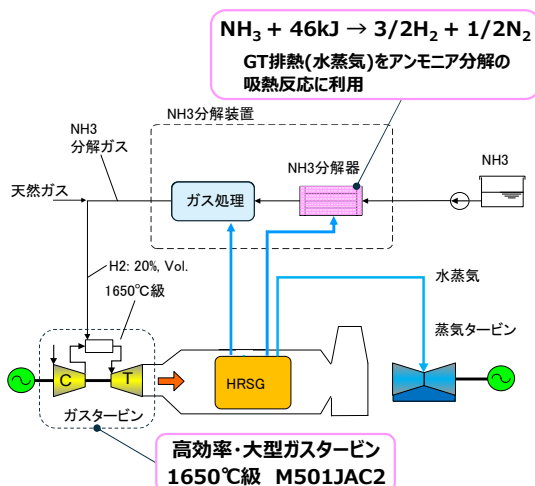 NH₃ + 46kJ → 3/2H₂ + 1/2N₂
GT排熱(水蒸気)をアンモニア分解の
吸熱反応に利用
NH3分解装置
NH3
分解ガス
NH3分解器
NH3
天然ガス
ガス処理
H2: 20%, Vol.
1650℃級
水蒸気
蒸気タービン
C
T
HRSG
ガスタービン
高効率・大型ガスタービン
1650℃級 M501JAC2